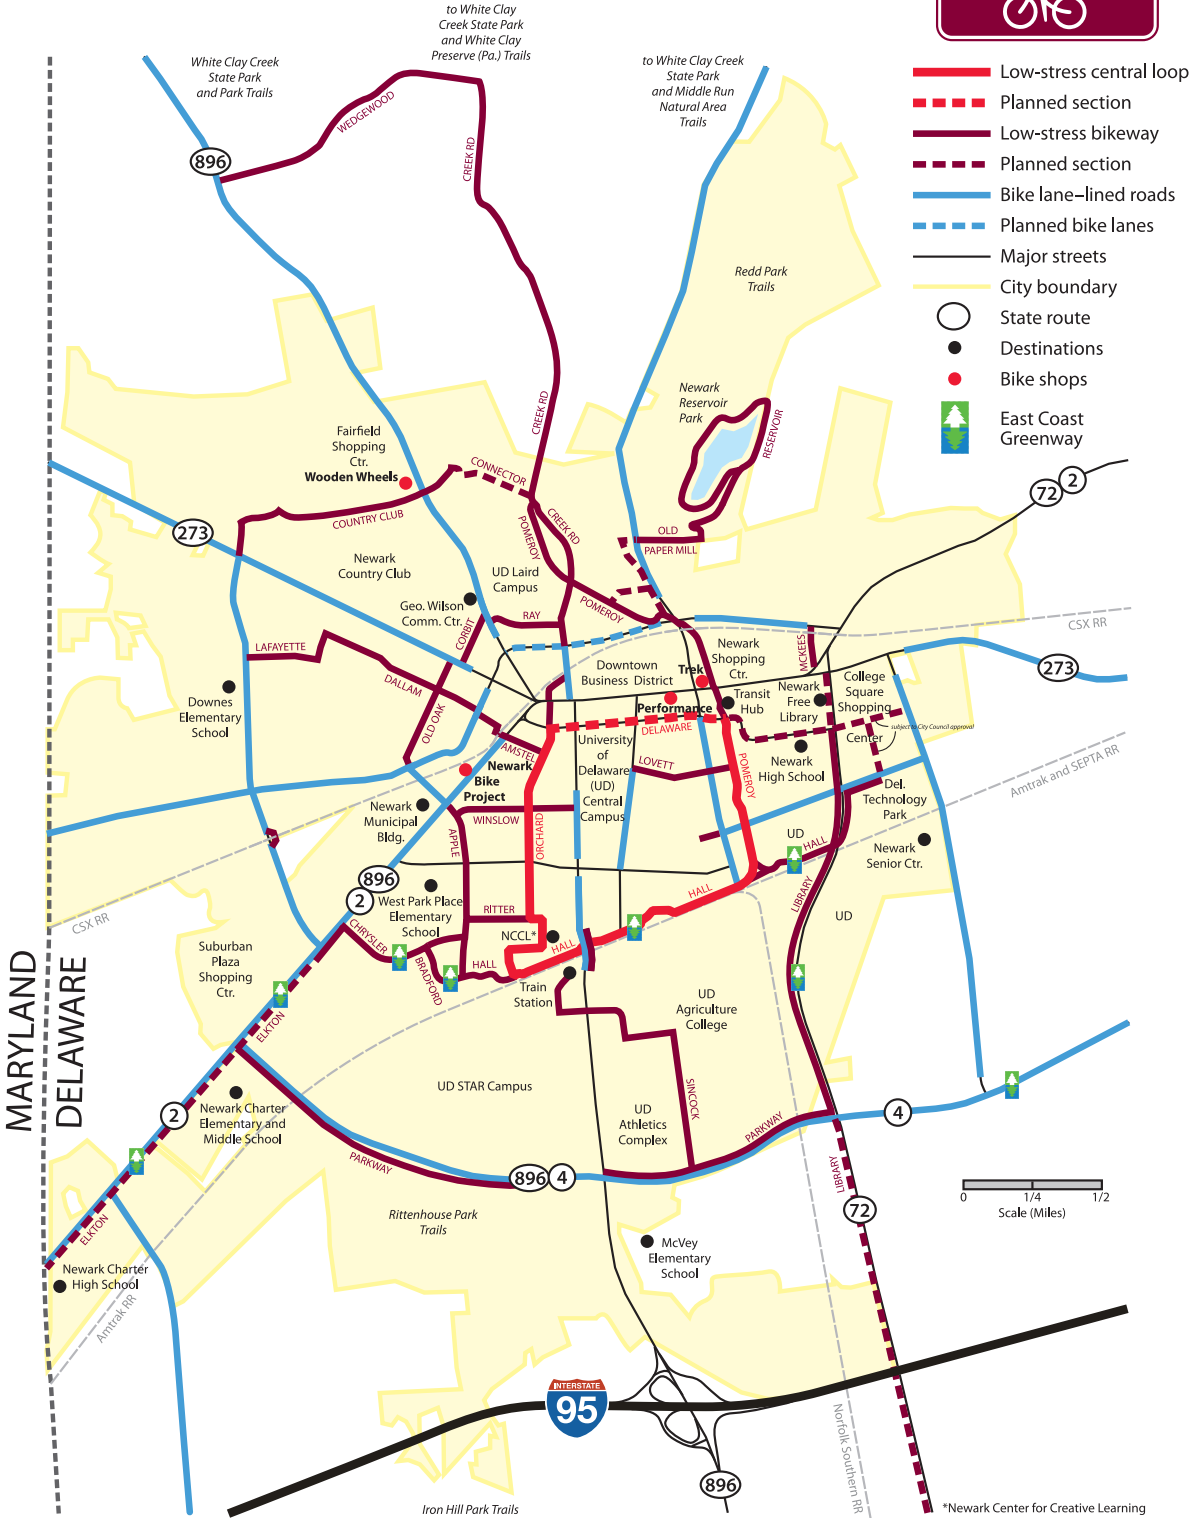 to White Clay
Creek State Park
and White Clay
Preserve (Pa.) Trails
White Clay Creek
State Park
and Park Trails
to White Clay Creek
State Park
and Middle Run
Natural Area
Trails
Low-stress central loop
Planned section
Low-stress bikeway
Planned section
Bike lane–lined roads
Planned bike lanes
Major streets
City boundary
State route
Destinations
Bike shops
East Coast
Greenway
WEDGEWOOD
CREEK RD
896
Redd Park
Trails
Newark
Reservoir
Park
RESERVOIR
CREEK RD
Fairfield
Shopping
Ctr.
Wooden Wheels
CONNECTOR
COUNTRY CLUB
POMEROY
CREEK RD
72
2
273
OLD
PAPER MILL
Newark
Country Club
UD Laird
Campus
Geo. Wilson
Comm. Ctr.
CORBIT
RAY
POMEROY
CSX RR
LAFAYETTE
DALLAM
OLD OAK
Downtown
Business District
Trek
Newark
Shopping
Ctr.
MCKEES
273
Performance
Transit
Hub
Newark
Free
Library
College
Square
Shopping
Center
subject to City Council approval
Downes
Elementary
School
DELAWARE
AMSTEL
Newark
Bike
Project
University
of
Delaware
(UD)
Central
Campus
LOVETT
POMEROY
Newark
High School
Amtrak and SEPTA RR
Del.
Technology
Park
Newark
Municipal
Bldg.
WINSLOW
APPLE
ORCHARD
UD
HALL
Newark
Senior Ctr.
896
2
West Park Place
Elementary
School
HALL
LIBRARY
UD
CSX RR
CHRYSLER
RITTER
NCCL*
HALL
BRADFORD
HALL
Suburban
Plaza
Shopping
Ctr.
Train
Station
MARYLAND
DELAWARE
ELKTON
UD
Agriculture
College
UD STAR Campus
SINCOCK
UD
Athletics
Complex
2
Newark Charter
Elementary and
Middle School
PARKWAY
896
4
PARKWAY
4
LIBRARY
0
1/4
1/2
Scale (Miles)
72
Rittenhouse Park
Trails
ELKTON
McVey
Elementary
School
Newark Charter
High School
Amtrak RR
INTERSTATE
95
Norfolk Southern RR
896
Iron Hill Park Trails
*Newark Center for Creative Learning